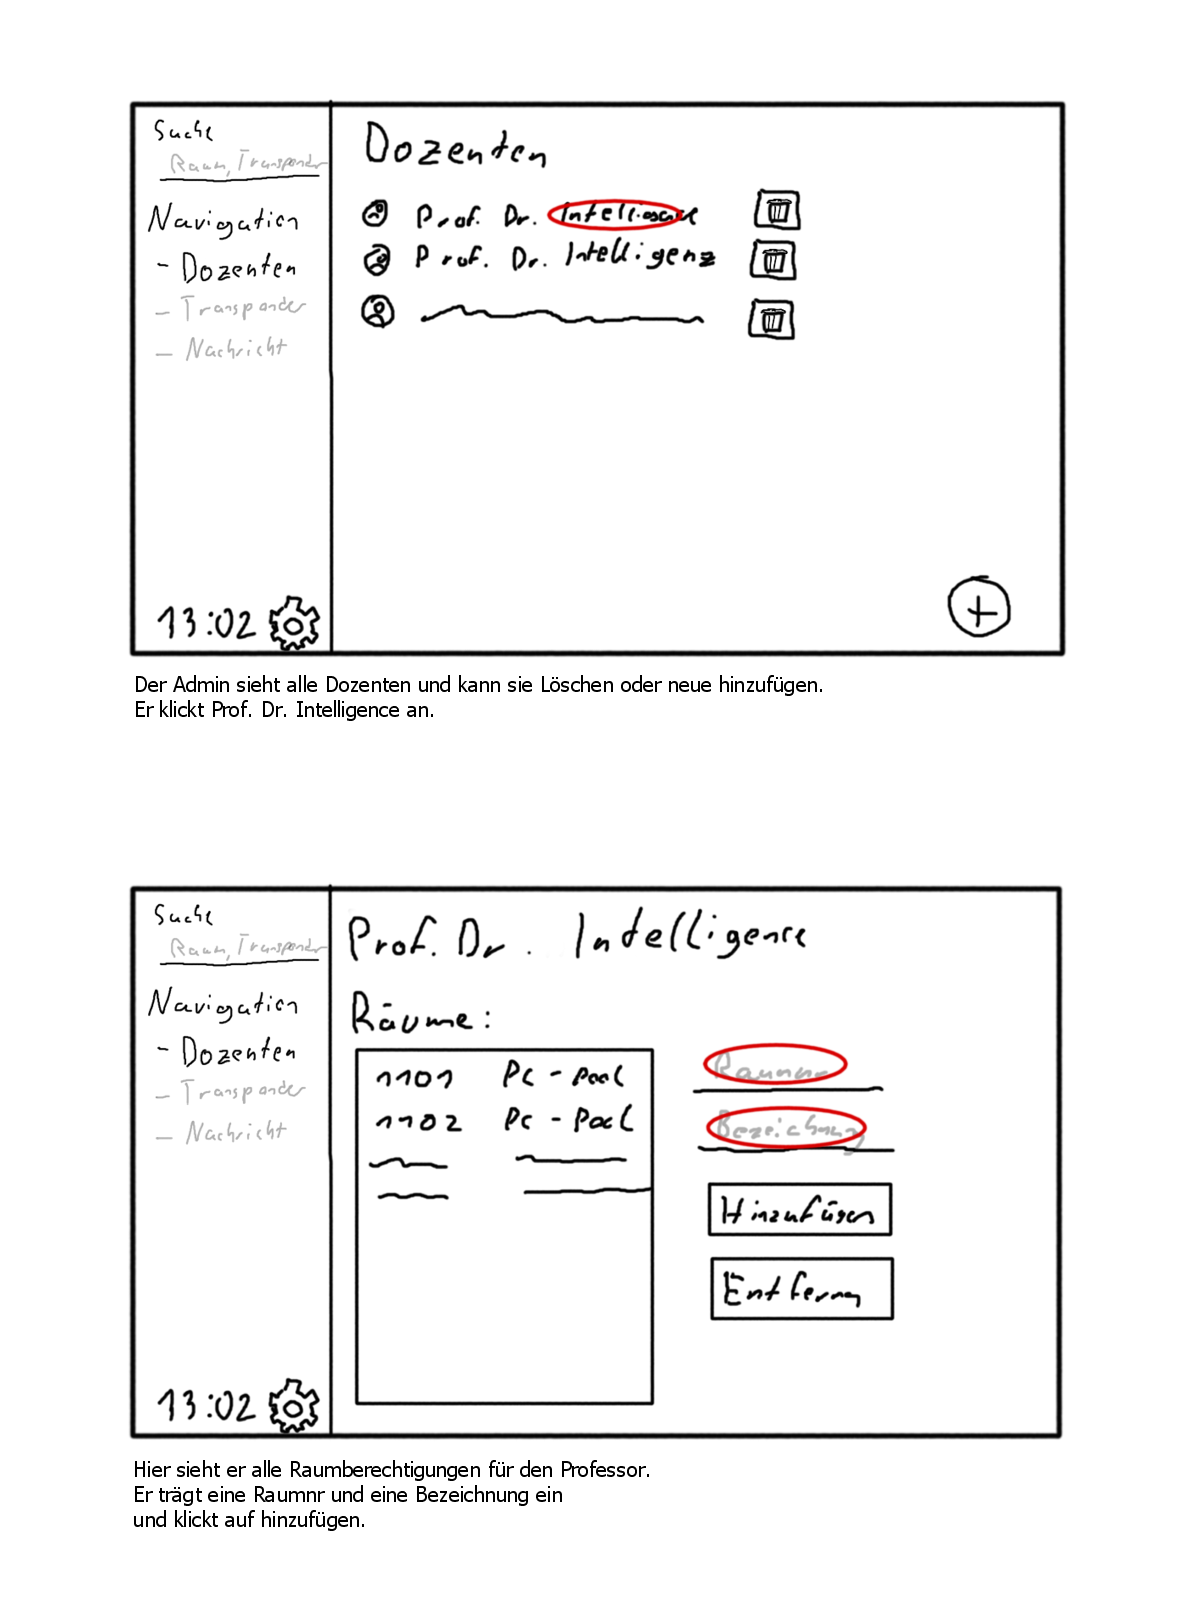 Suche
Raum, Transponder
Navigation
- Dozenten
- Transponder
- Nachricht
13:02
Dozenten
Prof. Dr. Intelligence
Prof. Dr. Intelligenz
+
Der Admin sieht alle Dozenten und kann sie Löschen oder neue hinzufügen.
Er klickt Prof. Dr. Intelligence an.
Suche
Raum, Transponder
Navigation
- Dozenten
- Transponder
- Nachricht
13:02
Prof. Dr. Intelligence
Räume:
1101 PC-Pool
1102 PC-Pool
Raumnr
Bezeichnung
Hinzufügen
Entfernen
Hier sieht er alle Raumberechtigungen für den Professor.
Er trägt eine Raumnr und eine Bezeichnung ein
und klickt auf hinzufügen.